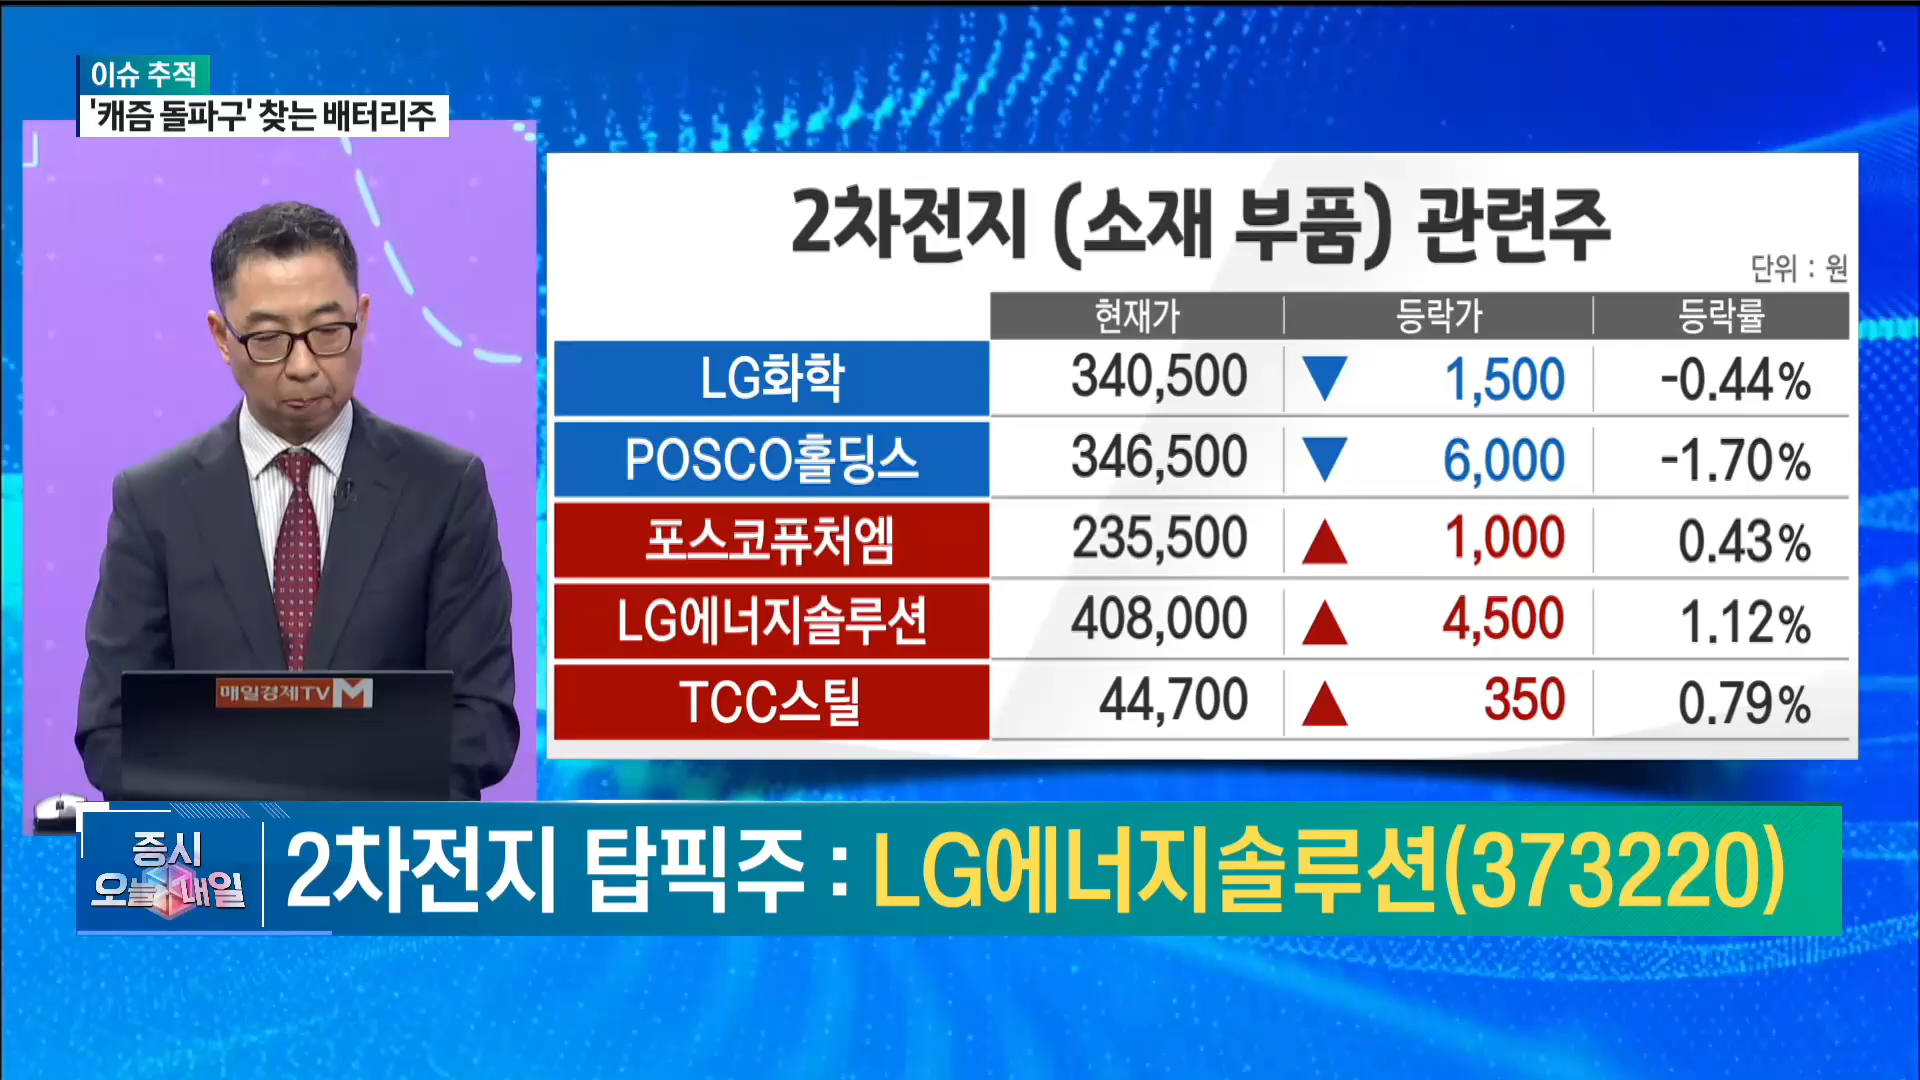 이슈 추적
'캐즘 돌파구' 찾는 배터리주
2차전지 (소재 부품) 관련주
단위 : 원
현재가 등락가 등락률
LG화학 340,500 ▼ 1,500 -0.44%
POSCO홀딩스 346,500 ▼ 6,000 -1.70%
포스코퓨처엠 235,500 ▲ 1,000 0.43%
LG에너지솔루션 408,000 ▲ 4,500 1.12%
TCC스틸 44,700 ▲ 350 0.79%
매일경제TV M
증시
오늘 매일
2차전지 탑픽주 : LG에너지솔루션(373220)